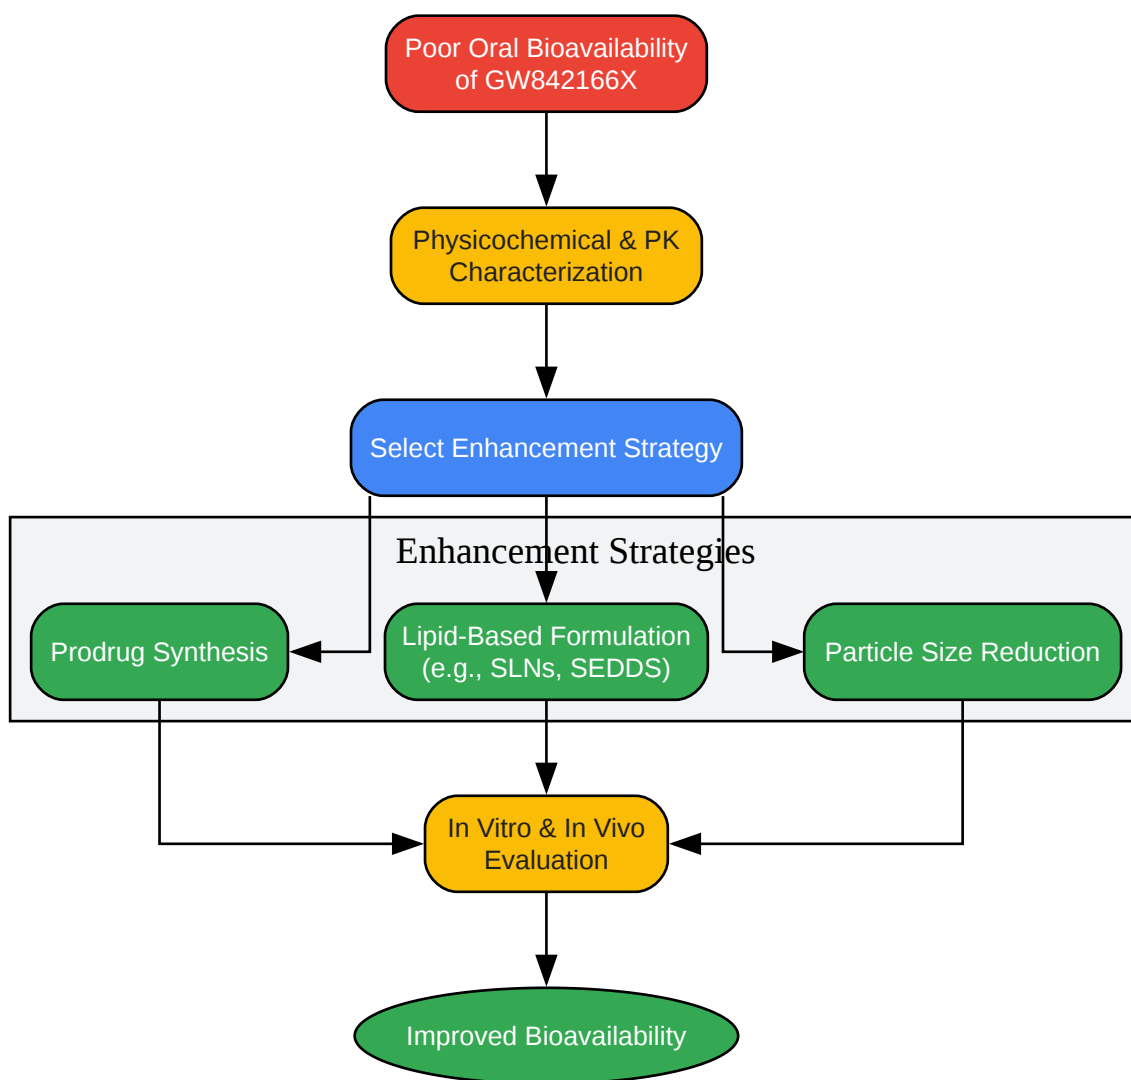 Poor Oral Bioavailability
of GW842166X
Physicochemical & PK
Characterization
Select Enhancement Strategy
Enhancement Strategies
Prodrug Synthesis
Lipid-Based Formulation
(e.g., SLNs, SEDDS)
Particle Size Reduction
In Vitro & In Vivo
Evaluation
Improved Bioavailability